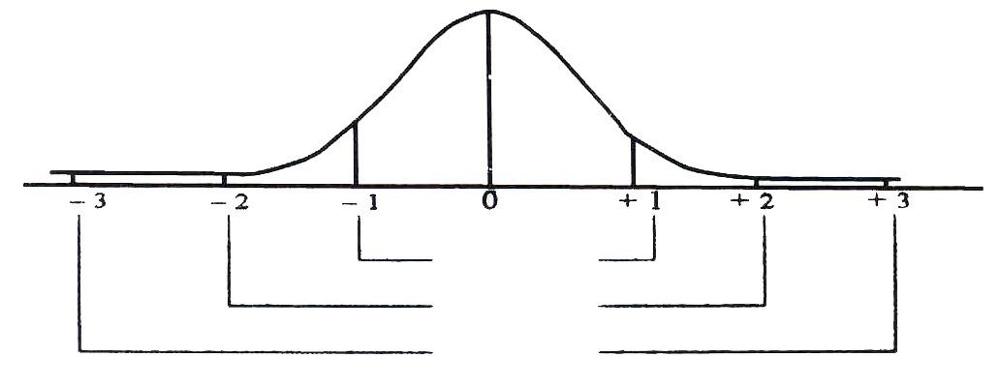 - 3 - 2 - 1 0 + 1 + 2 + 3